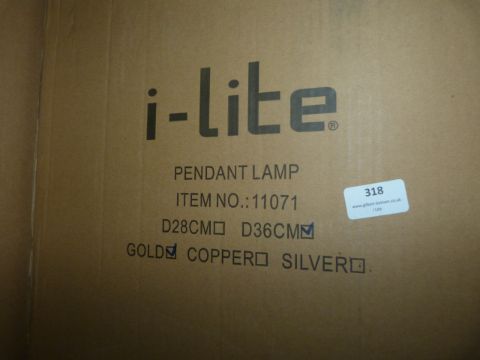 i-lite®
PENDANT LAMP
ITEM NO.:11071
D28CM☐ D36CM☑
GOLD☑ COPPER☐ SILVER☐
318